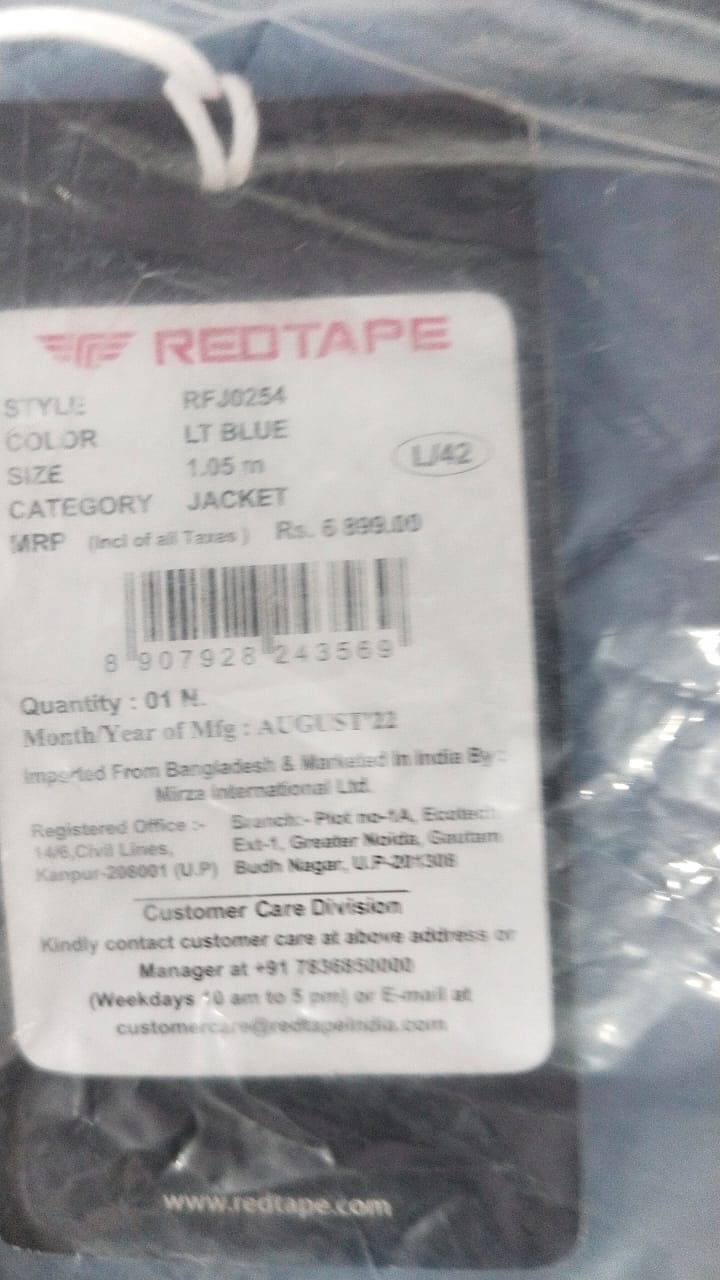 REDTAPE
STYLE RFJ0254
COLOR LT BLUE
SIZE 1.05 m L/42
CATEGORY JACKET
MRP (Incl of all Taxes) Rs. 6 899.00
8 907928 243569
Quantity : 01 N.
Month/Year of Mfg : AUGUST'22
Imported From Bangladesh & Marketed In India By :
Mirza International Ltd.
Registered Office :- Branch:- Plot no-1A, Ecotech
14/6,Civil Lines, Ext-1, Greater Noida, Gautam
Kanpur-208001 (U.P) Budh Nagar, U.P-201308
Customer Care Division
Kindly contact customer care at above address or
Manager at +91 7836850000
(Weekdays 10 am to 5 pm) or E-mail at
customercare@redtapeindia.com
www.redtape.com